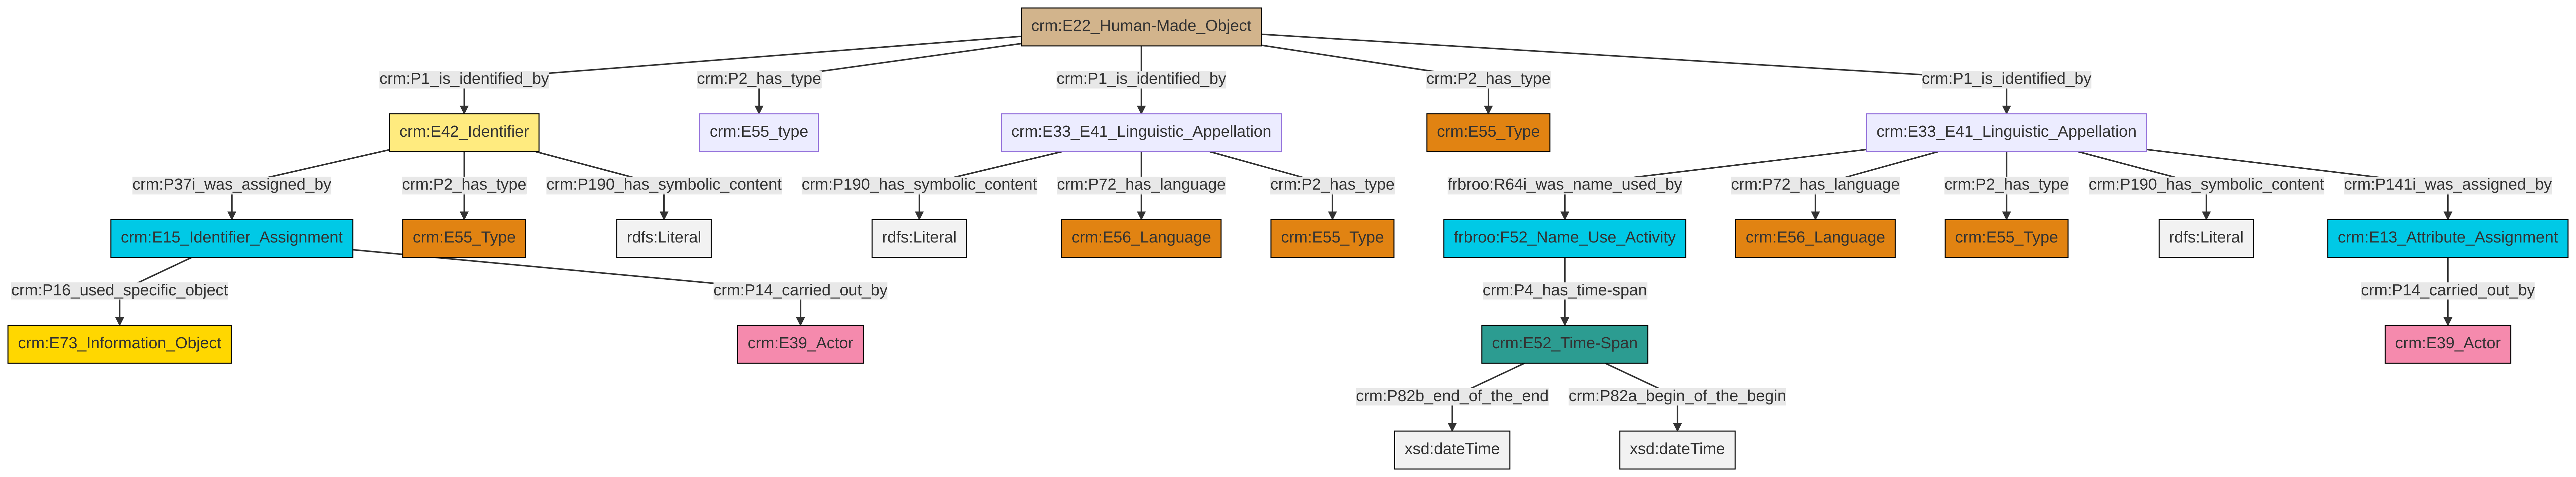 crm:E22_Human-Made_Object
crm:P1_is_identified_by
crm:P2_has_type
crm:P1_is_identified_by
crm:P2_has_type
crm:P1_is_identified_by
crm:E42_Identifier
crm:E55_type
crm:E33_E41_Linguistic_Appellation
crm:E55_Type
crm:E33_E41_Linguistic_Appellation
crm:P37i_was_assigned_by
crm:P2_has_type
crm:P190_has_symbolic_content
crm:P190_has_symbolic_content
crm:P72_has_language
crm:P2_has_type
frbroo:R64i_was_name_used_by
crm:P72_has_language
crm:P2_has_type
crm:P190_has_symbolic_content
crm:P141i_was_assigned_by
crm:E15_Identifier_Assignment
crm:E55_Type
rdfs:Literal
rdfs:Literal
crm:E56_Language
crm:E55_Type
frbroo:F52_Name_Use_Activity
crm:E56_Language
crm:E55_Type
rdfs:Literal
crm:E13_Attribute_Assignment
crm:P16_used_specific_object
crm:P14_carried_out_by
crm:P4_has_time-span
crm:P14_carried_out_by
crm:E73_Information_Object
crm:E39_Actor
crm:E52_Time-Span
crm:E39_Actor
crm:P82b_end_of_the_end
crm:P82a_begin_of_the_begin
xsd:dateTime
xsd:dateTime